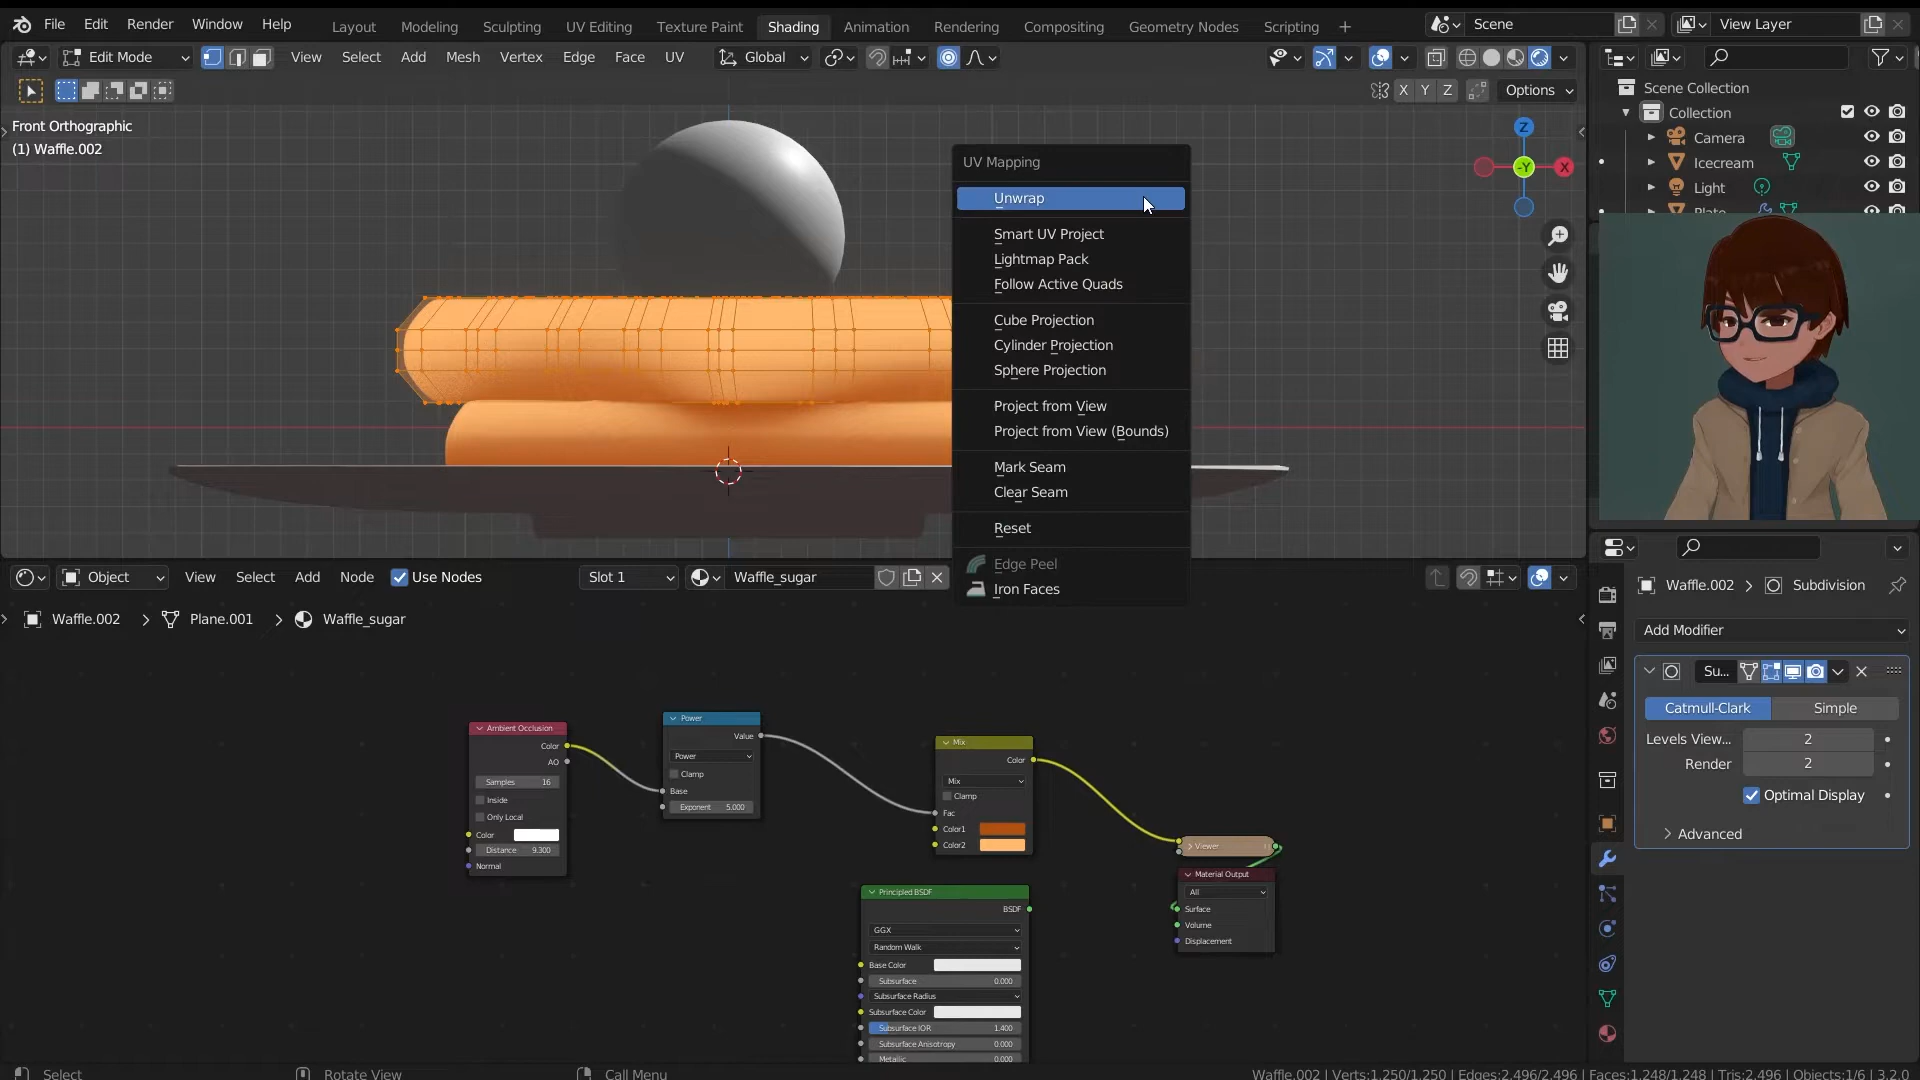 File Edit Render Window Help Layout Modeling Sculpting UV Editing Texture Paint Shading Animation Rendering Compositing Geometry Nodes Scripting + Scene View Layer
Edit Mode View Select Add Mesh Vertex Edge Face UV Global
X Y Z Options
Scene Collection
Collection
Camera
Icecream
Light
Plate
Front Orthographic
(1) Waffle.002
Z
-Y
X
UV Mapping
Unwrap
Smart UV Project
Lightmap Pack
Follow Active Quads
Cube Projection
Cylinder Projection
Sphere Projection
Project from View
Project from View (Bounds)
Mark Seam
Clear Seam
Reset
Edge Peel
Iron Faces
Object View Select Add Node Use Nodes Slot 1 Waffle_sugar
Waffle.002 > Plane.001 > Waffle_sugar
Ambient Occlusion
Color
AO
Samples 16
Inside
Only Local
Color
Distance 9.300
Normal
Power
Value
Power
Clamp
Base
Exponent 5.000
Mix
Color
Mix
Clamp
Fac
Color1
Color2
Viewer
Material Output
All
Surface
Volume
Displacement
Principled BSDF
BSDF
GGX
Random Walk
Base Color
Subsurface 0.000
Subsurface Radius
Subsurface Color
Subsurface IOR 1.400
Subsurface Anisotropy 0.000
Metallic 0.000
Waffle.002 > Subdivision
Add Modifier
Su...
Catmull-Clark Simple
Levels View... 2
Render 2
Optimal Display
Advanced
Select Rotate View Call Menu Waffle.002 | Verts:1.250/1.250 | Edges:2.496/2.496 | Faces:1.248/1.248 | Tris:2.496 | Objects:1/6 | 3.2.0